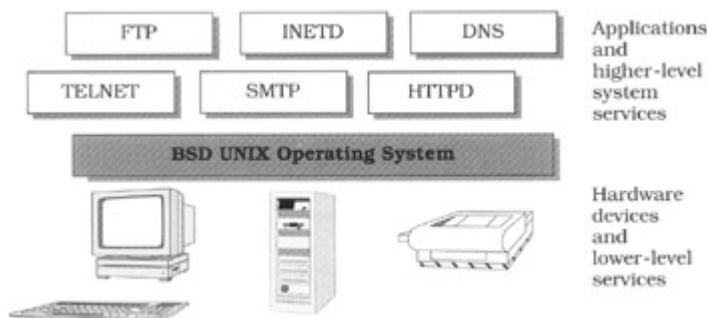 FTP
INETD
DNS
TELNET
SMTP
HTTPD
Applications
and
higher-level
system
services
BSD UNIX Operating System
Hardware
devices
and
lower-level
services